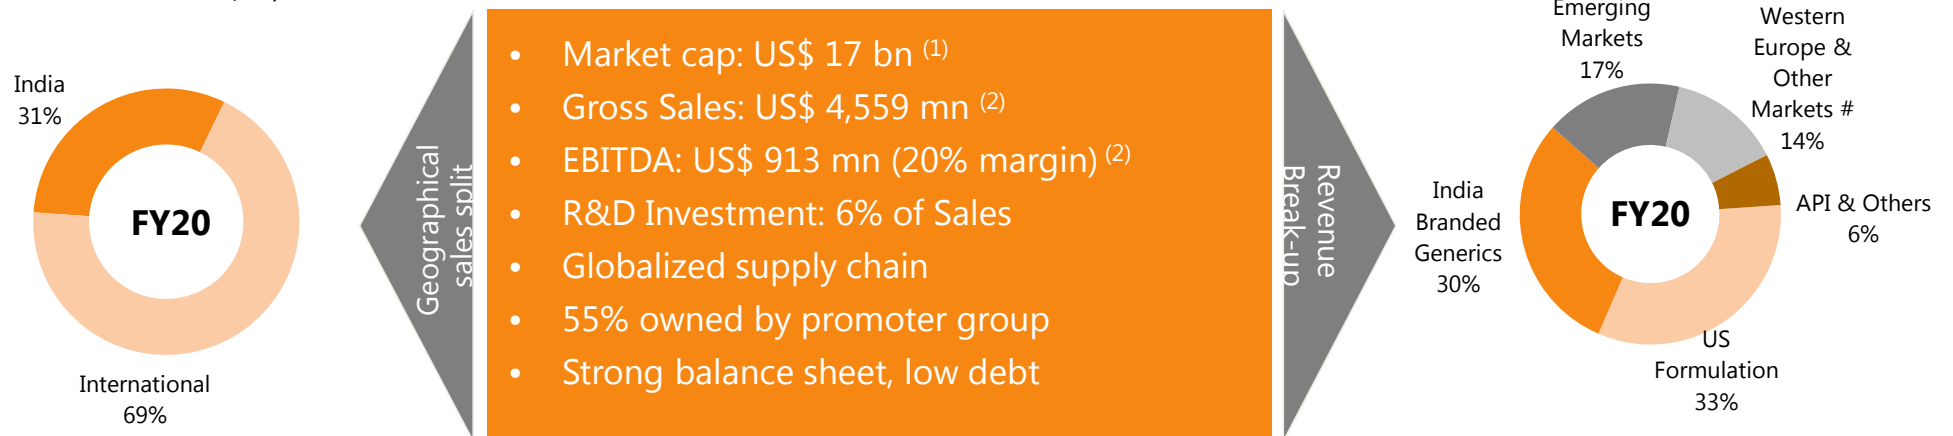 India
31%
FY20
International
69%
Geographical
sales split
• Market cap: US$ 17 bn (1)
• Gross Sales: US$ 4,559 mn (2)
• EBITDA: US$ 913 mn (20% margin) (2)
• R&D Investment: 6% of Sales
• Globalized supply chain
• 55% owned by promoter group
• Strong balance sheet, low debt
Revenue
Break-up
Emerging
Markets
17%
Western
Europe &
Other
Markets #
14%
India
Branded
Generics
30%
FY20
API & Others
6%
US
Formulation
33%